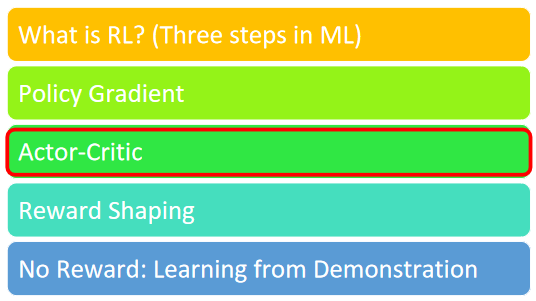 What is RL? (Three steps in ML)
Policy Gradient
Actor-Critic
Reward Shaping
No Reward: Learning from Demonstration